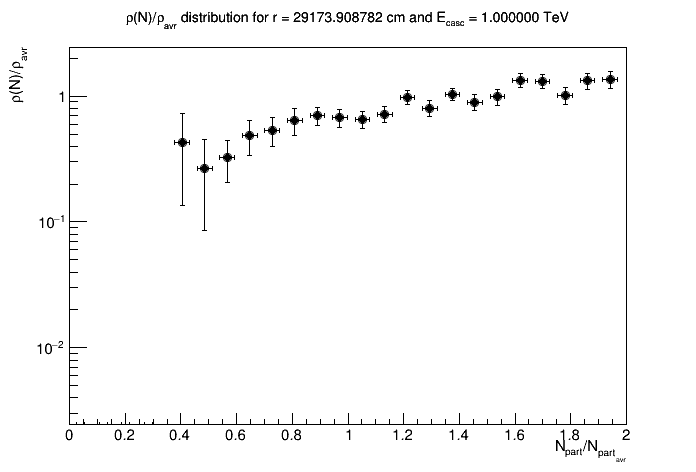 ρ(N)/ρavr distribution for r = 29173.908782 cm and Ecasc = 1.000000 TeV
ρ(N)/ρavr
1
10−1
10−2
0 0.2 0.4 0.6 0.8 1 1.2 1.4 1.6 1.8 2
Npart/Npartavr